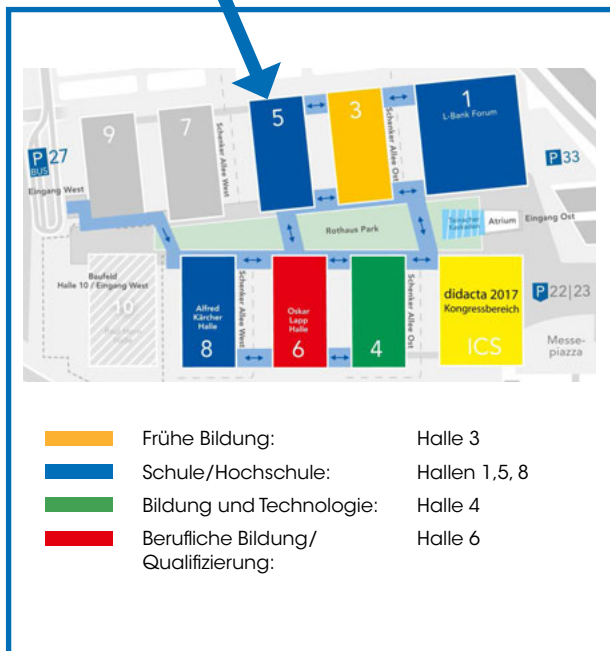 1
L-Bank Forum
5
3
9
7
P 27
BUS
Eingang West
Schenker Allee West
Schenker Allee Ost
P 33
Rothaus Park
Atrium
Eingang Ost
Baufeld
Halle 10 / Eingang West
10
Alfred
Kärcher
Halle
8
Schenker Allee West
Oskar
Lapp
Halle
6
4
Schenker Allee Ost
didacta 2017
Kongressbereich
ICS
P 22|23
Messe-
piazza
Frühe Bildung: Halle 3
Schule/Hochschule: Hallen 1,5, 8
Bildung und Technologie: Halle 4
Berufliche Bildung/ Halle 6
Qualifizierung: